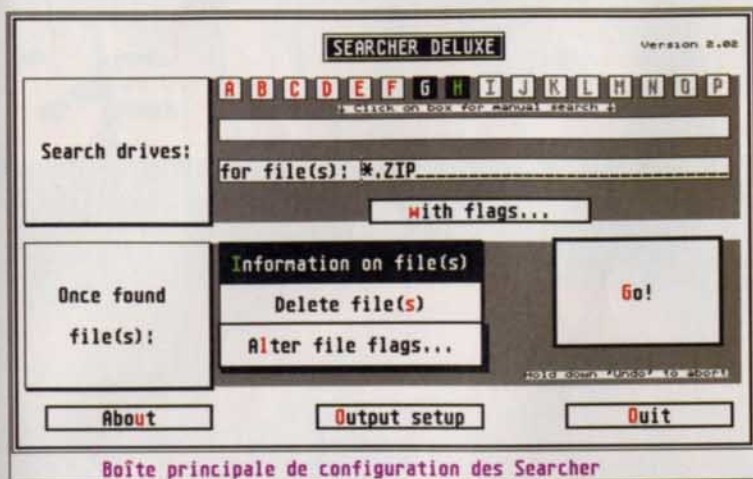 SEARCHER DELUXE
Version 2.02
A B C D E F G H I J K L M N O P
↓ Click on box for manual search ↓
Search drives:
for file(s): *.ZIP
With flags...
Once found
file(s):
Information on file(s)
Delete file(s)
Alter file flags...
Go!
Hold down 'Undo' to abort
About
Output setup
Quit
Boîte principale de configuration des Searcher